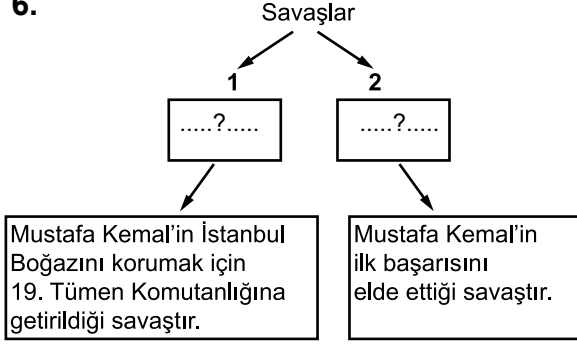 6.
Savaşlar
1
2
.....?.....
.....?.....
Mustafa Kemal'in İstanbul
Boğazını korumak için
19. Tümen Komutanlığına
getirildiği savaştır.
Mustafa Kemal'in
ilk başarısını
elde ettiği savaştır.